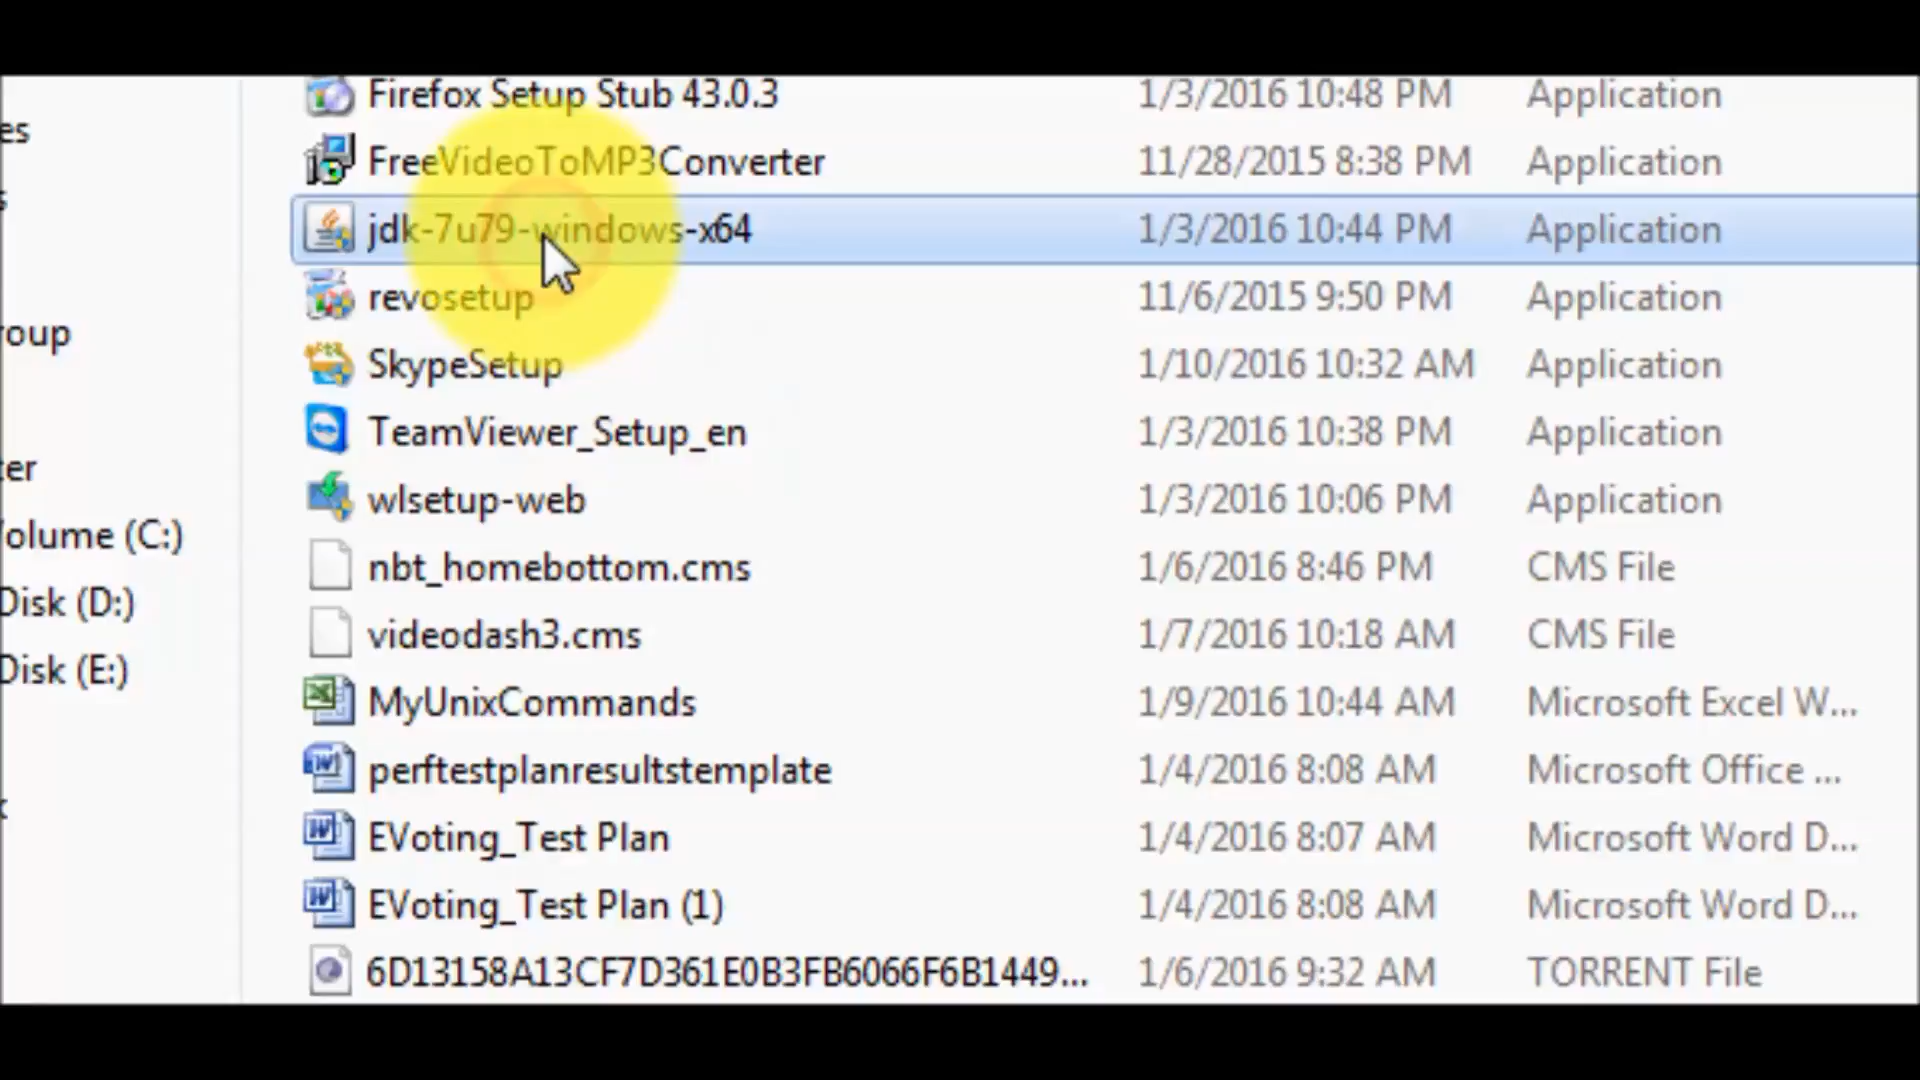 Firefox Setup Stub 43.0.3 1/3/2016 10:48 PM Application
es
FreeVideoToMP3Converter 11/28/2015 8:38 PM Application
jdk-7u79-windows-x64 1/3/2016 10:44 PM Application
revosetup 11/6/2015 9:50 PM Application
roup
SkypeSetup 1/10/2016 10:32 AM Application
TeamViewer_Setup_en 1/3/2016 10:38 PM Application
ter
wlsetup-web 1/3/2016 10:06 PM Application
olume (C:)
nbt_homebottom.cms 1/6/2016 8:46 PM CMS File
Disk (D:)
videodash3.cms 1/7/2016 10:18 AM CMS File
Disk (E:)
MyUnixCommands 1/9/2016 10:44 AM Microsoft Excel W...
perftestplanresultstemplate 1/4/2016 8:08 AM Microsoft Office ...
EVoting_Test Plan 1/4/2016 8:07 AM Microsoft Word D...
EVoting_Test Plan (1) 1/4/2016 8:08 AM Microsoft Word D...
6D13158A13CF7D361E0B3FB6066F6B1449... 1/6/2016 9:32 AM TORRENT File